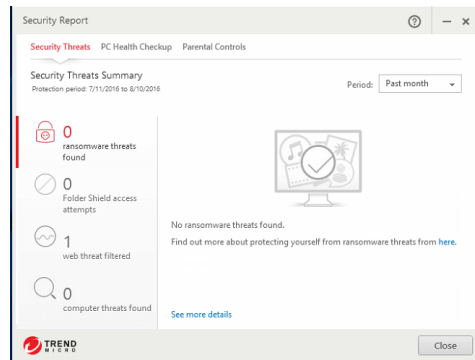 Security Report
Security Threats PC Health Checkup Parental Controls
Security Threats Summary
Protection period: 7/11/2016 to 8/10/2016
Period: Past month
0
ransomware threats
found
0
Folder Shield access
attempts
1
web threat filtered
0
computer threats found
No ransomware threats found.
Find out more about protecting yourself from ransomware threats from here.
See more details
TREND
MICRO
Close